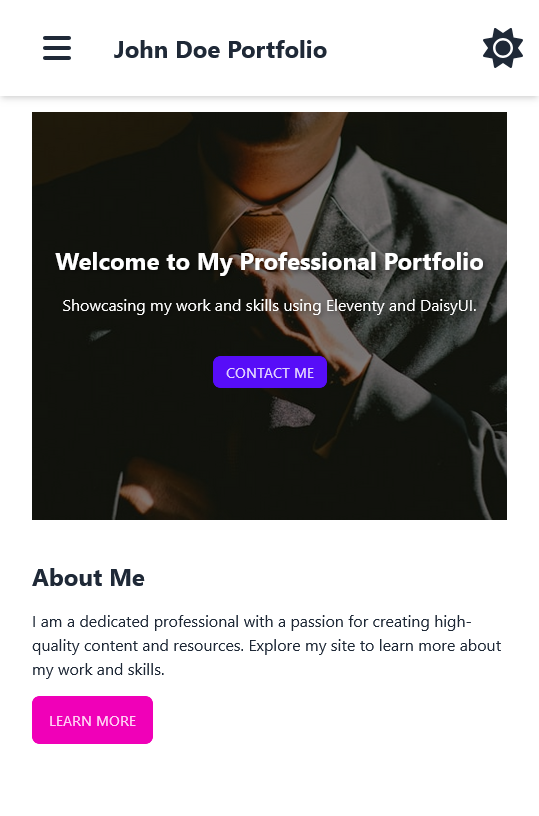 John Doe Portfolio
Welcome to My Professional Portfolio
Showcasing my work and skills using Eleventy and DaisyUI.
CONTACT ME
About Me
I am a dedicated professional with a passion for creating high-
quality content and resources. Explore my site to learn more about
my work and skills.
LEARN MORE